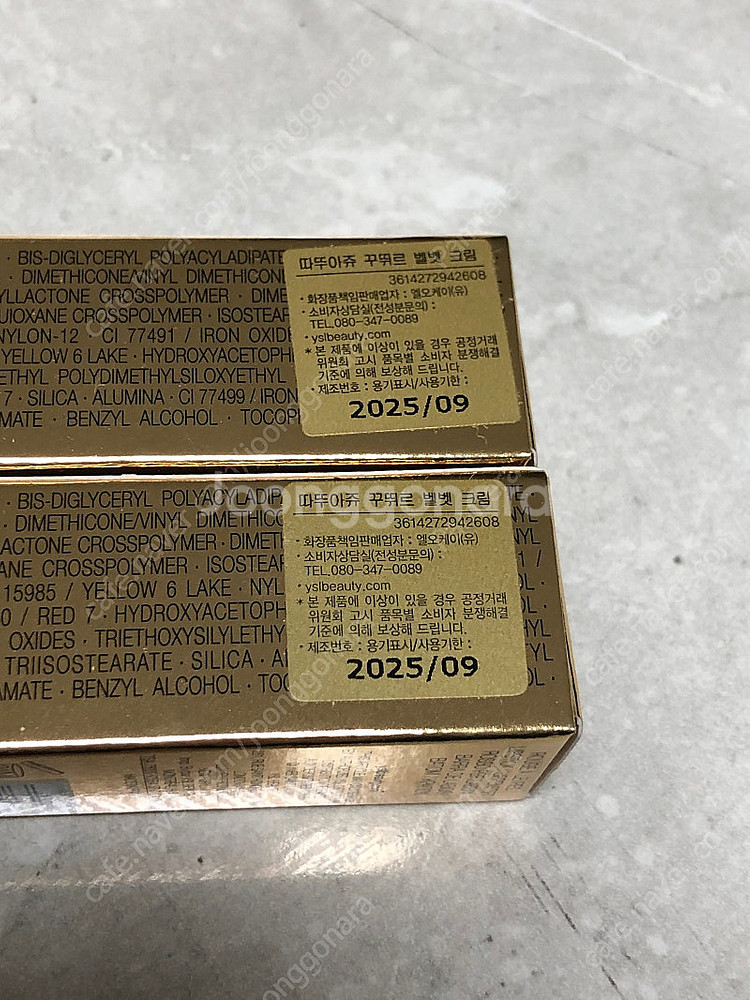 · BIS-DIGLYCERYL POLYACYLADIPATE
· DIMETHICONE/VINYL DIMETHICON
YLLACTONE CROSSPOLYMER · DIME
UIOXANE CROSSPOLYMER · ISOSTEAR
NYLON-12 · CI 77491 / IRON OXIDE
YELLOW 6 LAKE · HYDROXYACETOPH
ETHYL POLYDIMETHYLSILOXYETHYL
7 · SILICA · ALUMINA · CI 77499 / IRON
MATE · BENZYL ALCOHOL · TOCOP
따뚜아쥬 꾸뛰르 벨벳 크림
3614272942608
· 화장품책임판매업자 : 엘오케이(유)
· 소비자상담실(전성분문의) :
TEL.080-347-0089
· yslbeauty.com
* 본 제품에 이상이 있을 경우 공정거래
위원회 고시 품목별 소비자 분쟁해결
기준에 의해 보상해 드립니다.
· 제조번호 : 용기표시/사용기한 :
2025/09
· BIS-DIGLYCERYL POLYACYLADIPA
· DIMETHICONE/VINYL DIMETHIC
LACTONE CROSSPOLYMER · DIMET
ANE CROSSPOLYMER · ISOSTEA
15985 / YELLOW 6 LAKE · NYL
0 / RED 7 · HYDROXYACETOPH
OXIDES · TRIETHOXYSILYLETHY
TRIISOSTEARATE · SILICA · A
AMATE · BENZYL ALCOHOL · TOC
따뚜아쥬 꾸뛰르 벨벳 크림
3614272942608
· 화장품책임판매업자 : 엘오케이(유)
· 소비자상담실(전성분문의) :
TEL.080-347-0089
· yslbeauty.com
* 본 제품에 이상이 있을 경우 공정거래
위원회 고시 품목별 소비자 분쟁해결
기준에 의해 보상해 드립니다.
· 제조번호 : 용기표시/사용기한 :
2025/09
Joonggonara
cafe.naver.com/joonggonara